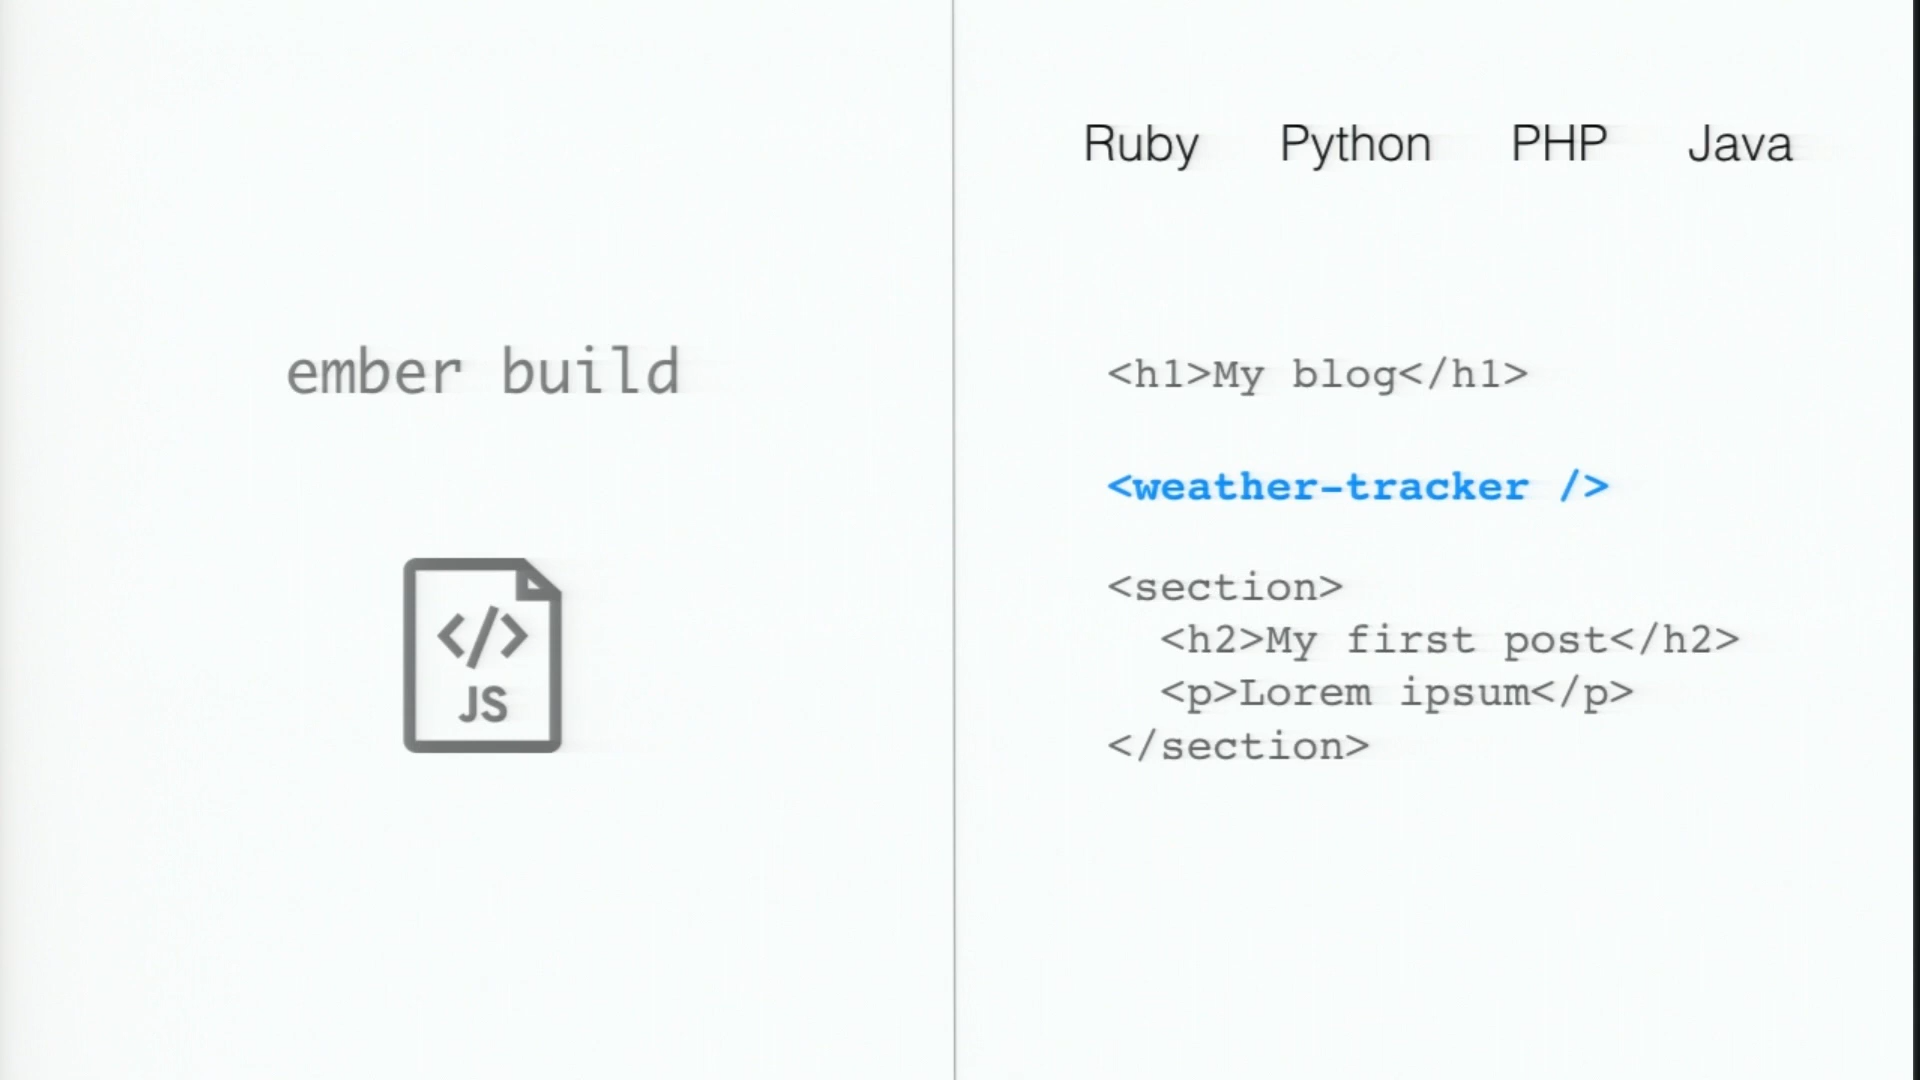 ember build
</>
JS
Ruby Python PHP Java
<h1>My blog</h1>
<weather-tracker />
<section>
<h2>My first post</h2>
<p>Lorem ipsum</p>
</section>